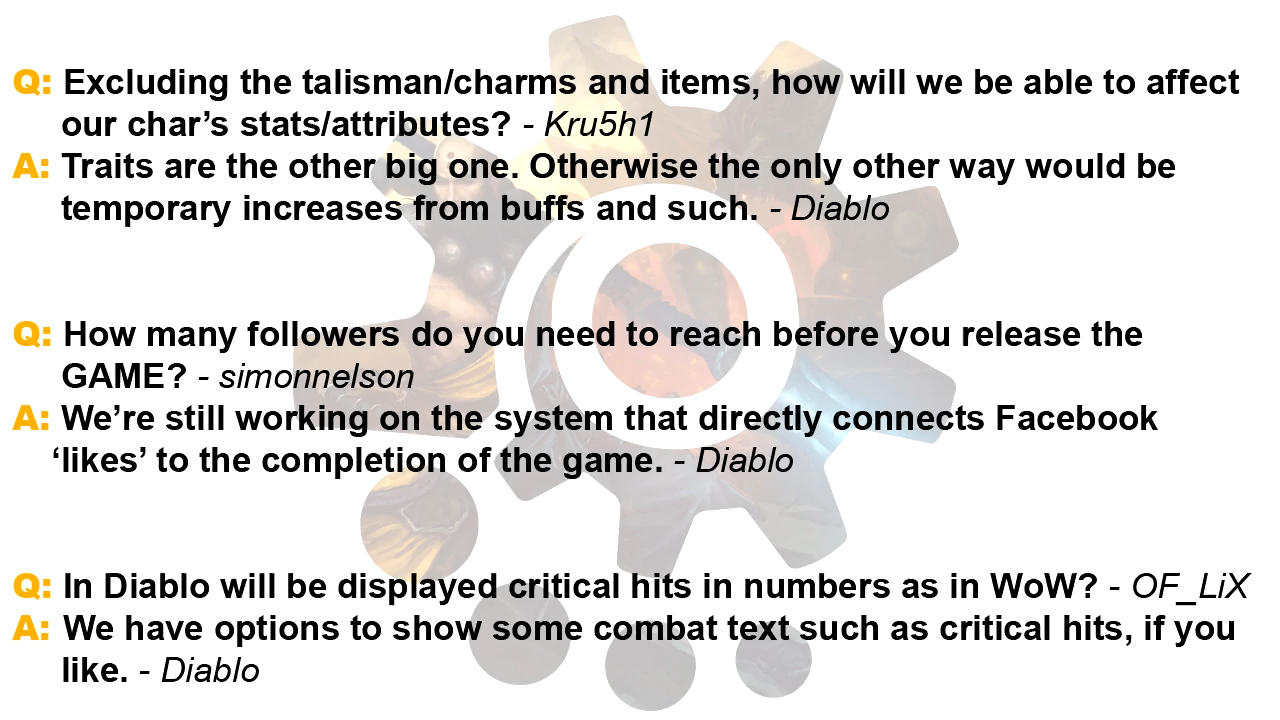 Q: Excluding the talisman/charms and items, how will we be able to affect
our char’s stats/attributes? - Kru5h1
A: Traits are the other big one. Otherwise the only other way would be
temporary increases from buffs and such. - Diablo
Q: How many followers do you need to reach before you release the
GAME? - simonnelson
A: We’re still working on the system that directly connects Facebook
‘likes’ to the completion of the game. - Diablo
Q: In Diablo will be displayed critical hits in numbers as in WoW? - OF_LiX
A: We have options to show some combat text such as critical hits, if you
like. - Diablo